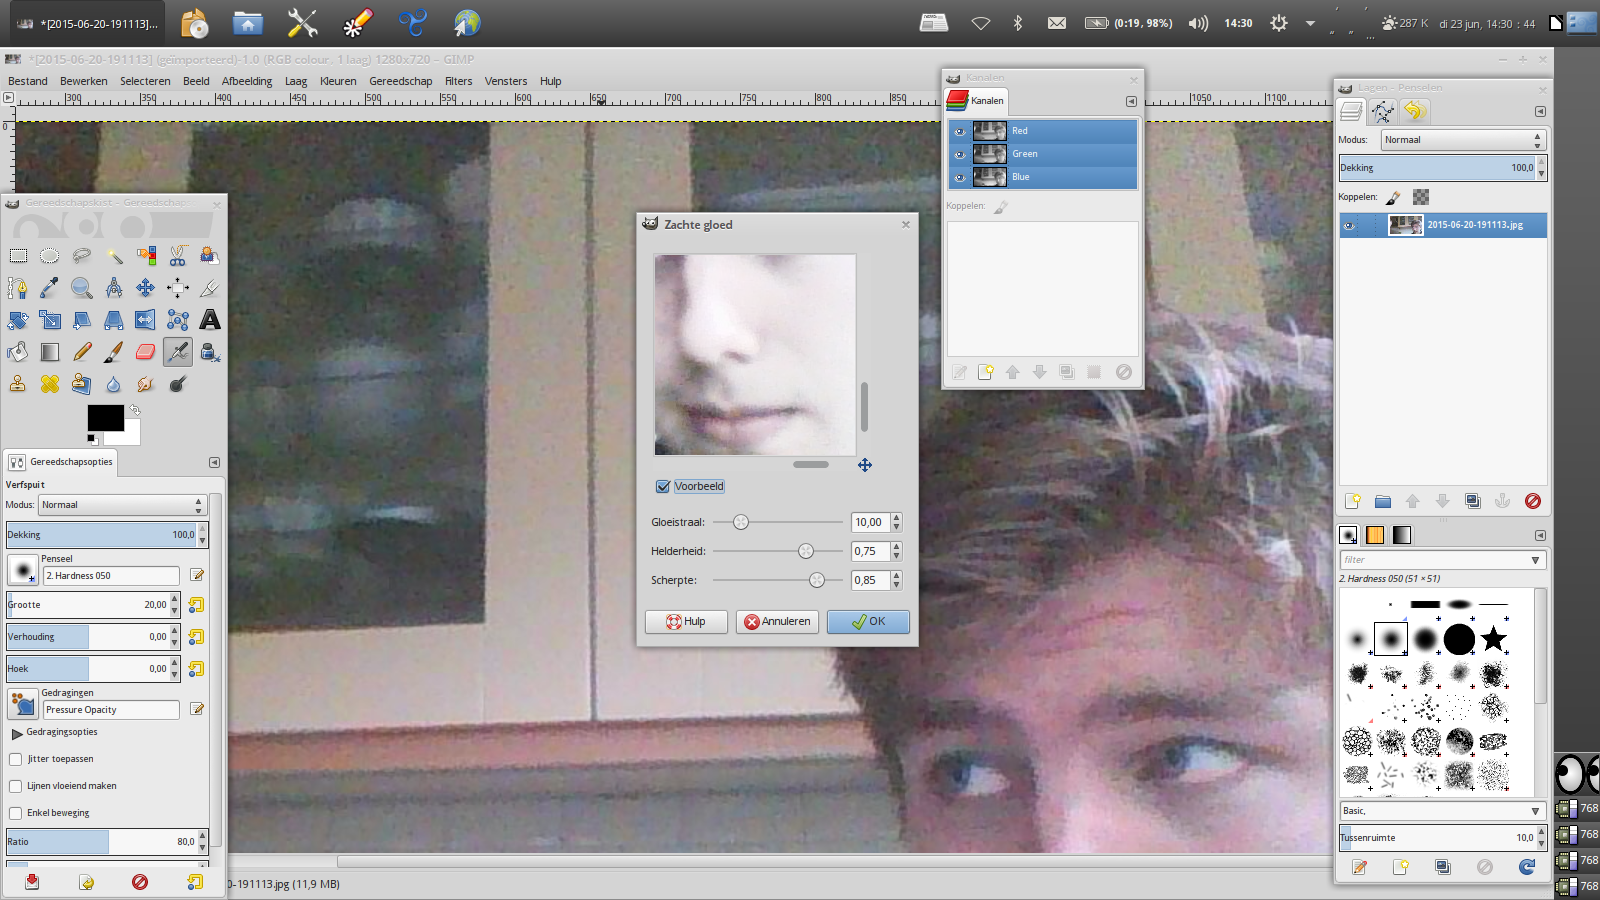 *[2015-06-20-191113]...
(0:19, 98%)
14:30
287 K
di 23 jun, 14:30 : 44
*[2015-06-20-191113] (geïmporteerd)-1.0 (RGB colour, 1 laag) 1280x720 – GIMP
Bestand Bewerken Selecteren Beeld Afbeelding Laag Kleuren Gereedschap Filters Vensters Hulp
300 350 400 450 500 550 600 650 700 750 800 850 1050 1100
0
Gereedschapskist – Gereedschap
Gereedschapsopties
Verfspuit
Modus: Normaal
Dekking 100,0
Penseel
2. Hardness 050
Grootte 20,00
Verhouding 0,00
Hoek 0,00
Gedragingen
Pressure Opacity
Gedragingsopties
Jitter toepassen
Lijnen vloeiend maken
Enkel beweging
Ratio 80,0
0-191113.jpg (11,9 MB)
Zachte gloed
Voorbeeld
Gloeistraal: 10,00
Helderheid: 0,75
Scherpte: 0,85
Hulp Annuleren OK
Kanalen
Kanalen
Red
Green
Blue
Koppelen:
Lagen – Penselen
Modus: Normaal
Dekking 100,0
Koppelen:
2015-06-20-191113.jpg
filter
2. Hardness 050 (51 × 51)
Basic,
Tussenruimte 10,0
768
768
768
768